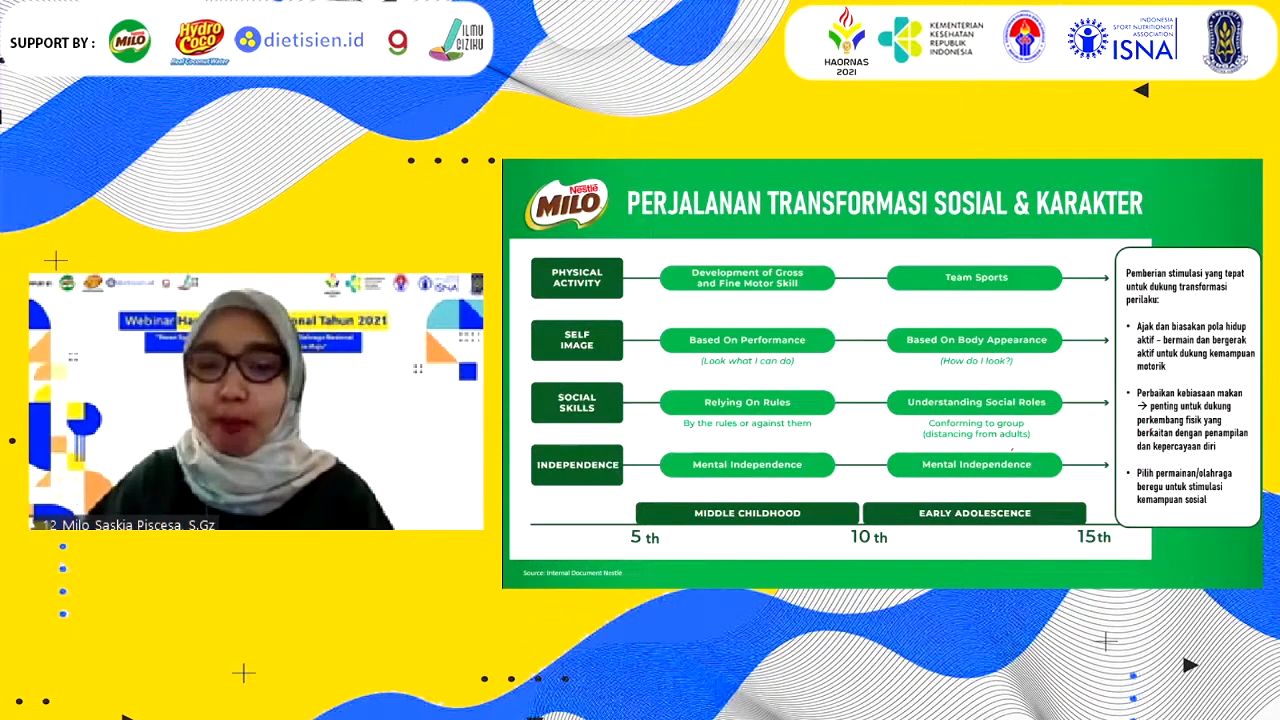 SUPPORT BY :
Nestle
MILO
Hydro
Coco
Real Coconut Water
dietisien.id
g
ILMU
GIZIKU
HAORNAS
2021
KEMENTERIAN
KESEHATAN
REPUBLIK
INDONESIA
INDONESIA
SPORT NUTRITIONIST
ASSOCIATION
ISNA
Nestlé
MILO
PERJALANAN TRANSFORMASI SOSIAL & KARAKTER
PHYSICAL
ACTIVITY
Development of Gross
and Fine Motor Skill
Team Sports
SELF
IMAGE
Based On Performance
(Look what I can do)
Based On Body Appearance
(How do I look?)
SOCIAL
SKILLS
Relying On Rules
By the rules or against them
Understanding Social Roles
Conforming to group
(distancing from adults)
INDEPENDENCE
Mental Independence
Mental Independence
MIDDLE CHILDHOOD
EARLY ADOLESCENCE
5 th
10 th
15th
Pemberian stimulasi yang tepat
untuk dukung transformasi
perilaku:
• Ajak dan biasakan pola hidup
aktif – bermain dan bergerak
aktif untuk dukung kemampuan
motorik
• Perbaikan kebiasaan makan
→ penting untuk dukung
perkembang fisik yang
berkaitan dengan penampilan
dan kepercayaan diri
• Pilih permainan/olahraga
beregu untuk stimulasi
kemampuan sosial
Source: Internal Document Nestlé
Webinar
onal Tahun 2021
12_Milo_Saskia Piscesa, S.Gz